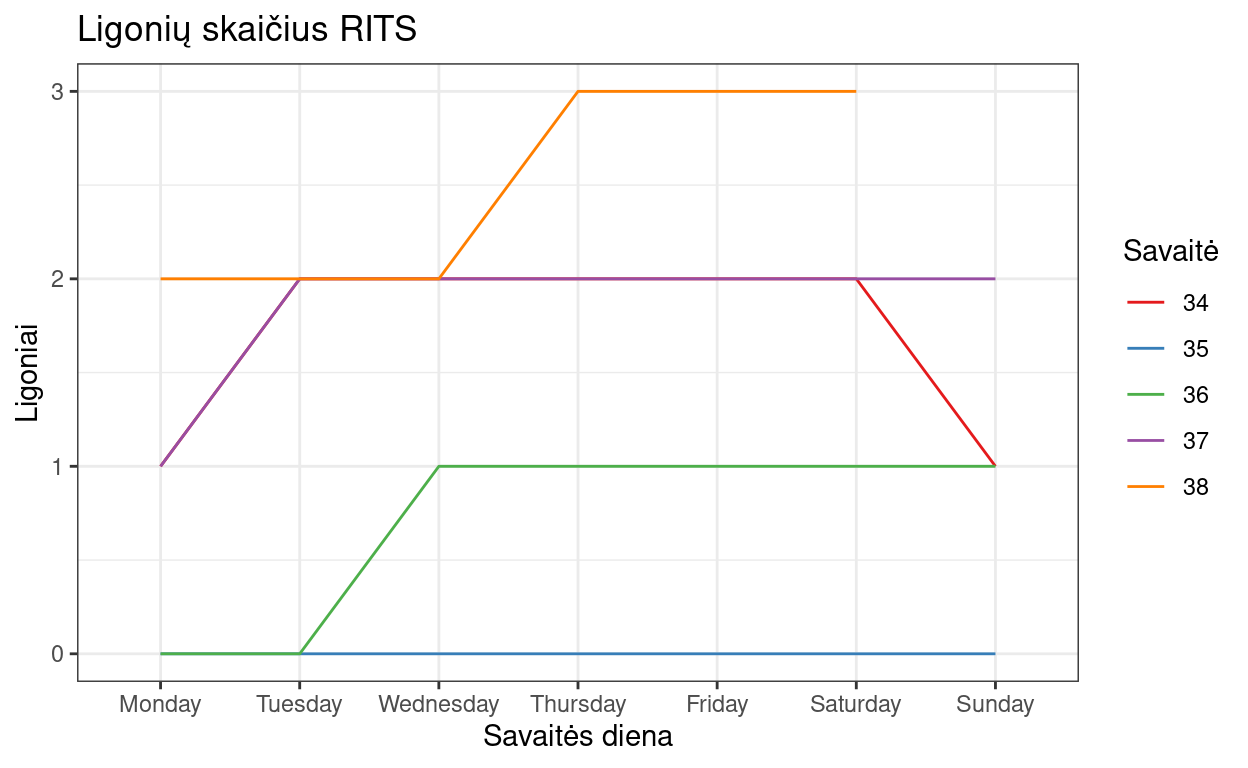 Ligonių skaičius RITS
3
2
1
0
Ligoniai
Monday Tuesday Wednesday Thursday Friday Saturday Sunday
Savaitės diena
Savaitė
34
35
36
37
38